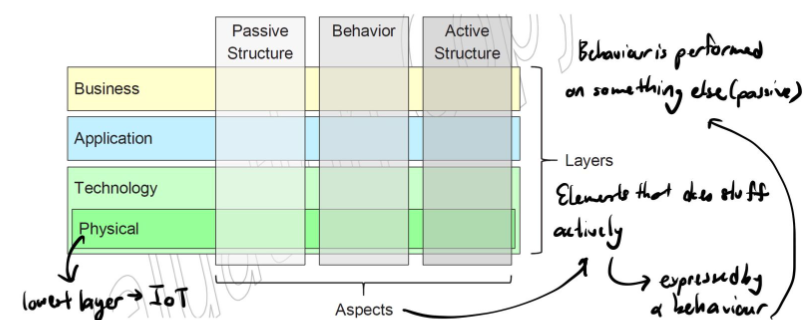 Passive
Structure
Behavior
Active
Structure
Business
Application
Technology
Physical
Layers
Aspects
Behaviour is performed
on something else (passive)
Elements that does stuff
actively
expressed by
a behaviour
lowest layer → IoT